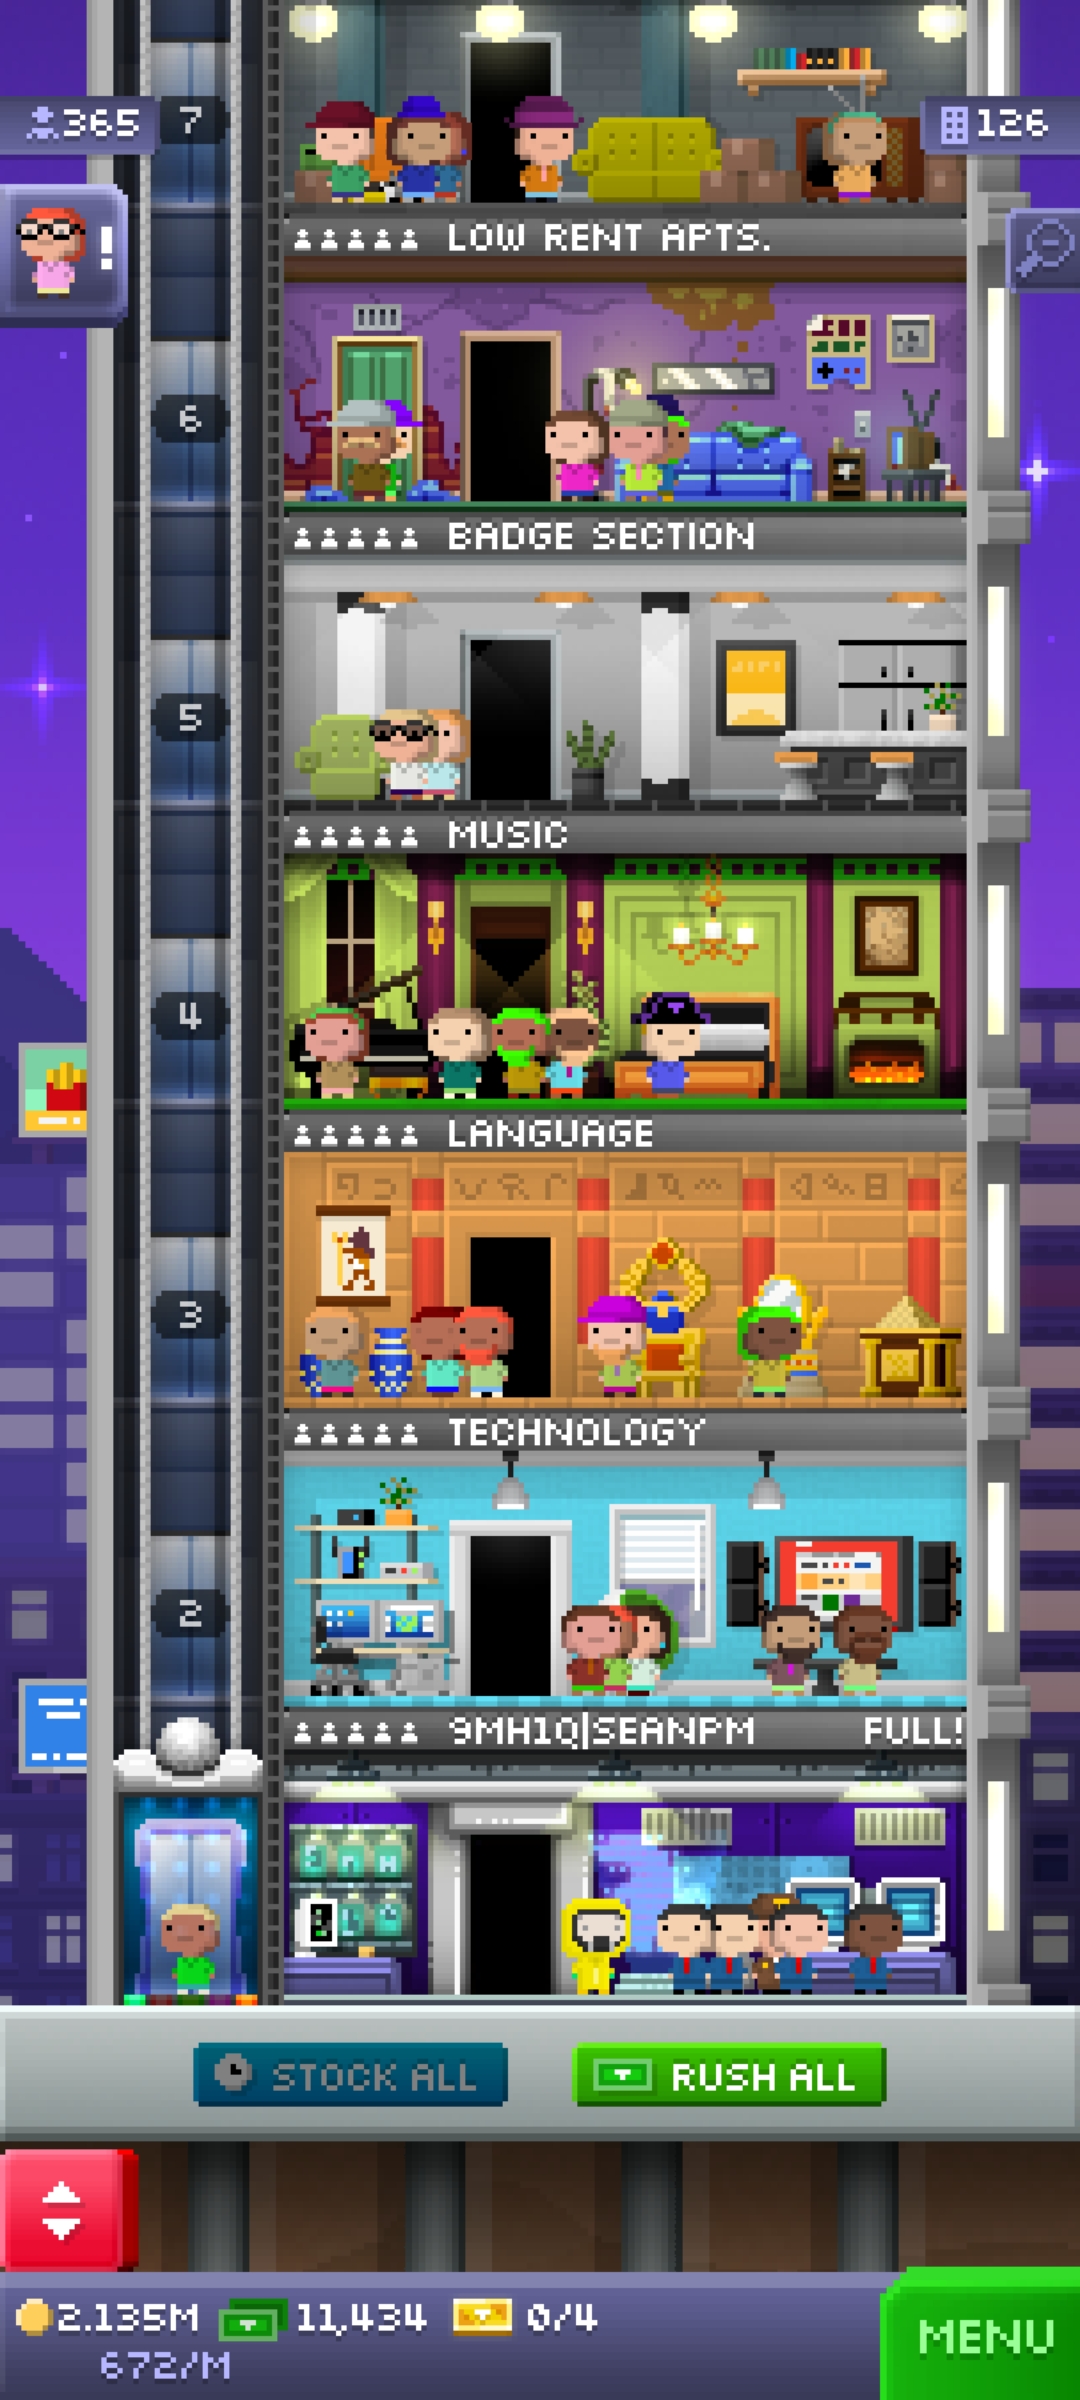 7
365
126
!
LOW RENT APTS.
6
BADGE SECTION
5
MUSIC
4
LANGUAGE
3
TECHNOLOGY
2
9MH1Q|SEANPM FULL!
STOCK ALL
RUSH ALL
2.135M 11,434 0/4
672/M
MENU